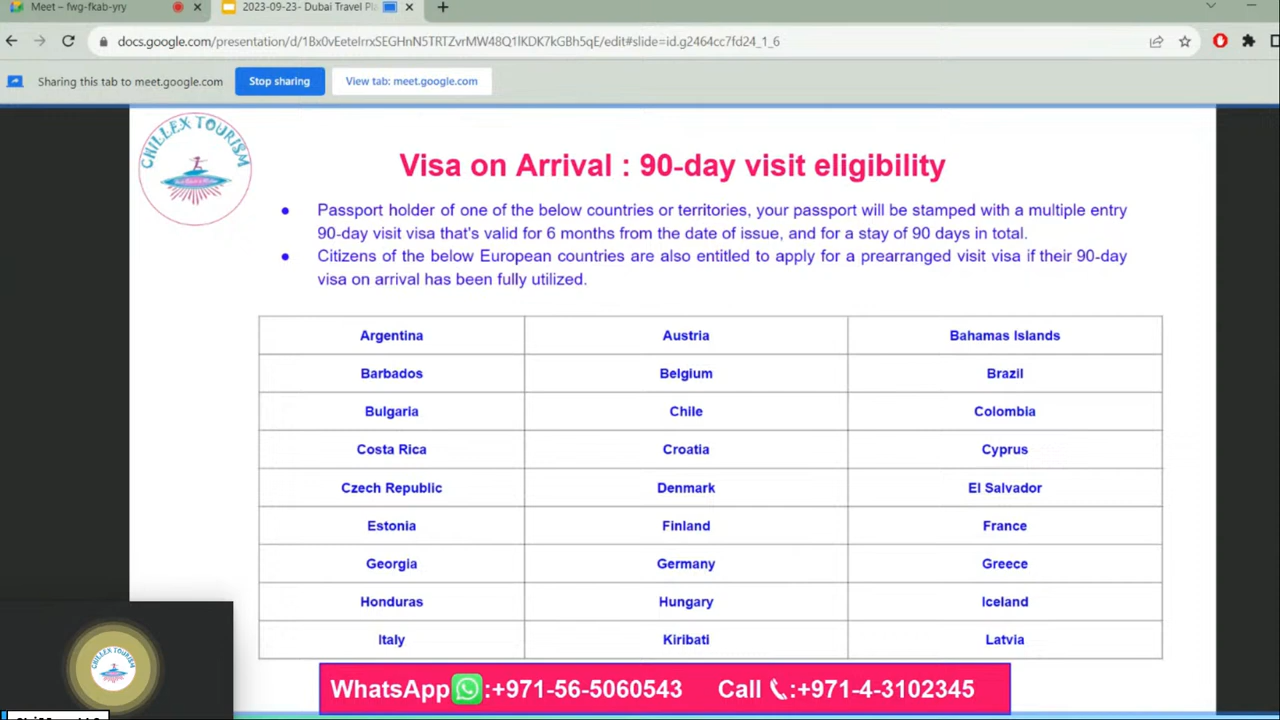 Meet – fwg-fkab-yry
2023-09-23- Dubai Travel Pl
docs.google.com/presentation/d/1Bx0vEetelrrxSEGHnN5TRTZvrMW48Q1lKDK7kGBh5qE/edit#slide=id.g2464cc7fd24_1_6
Sharing this tab to meet.google.com
Stop sharing
View tab: meet.google.com
CHILLEX TOURISM
Visa on Arrival : 90-day visit eligibility
● Passport holder of one of the below countries or territories, your passport will be stamped with a multiple entry
90-day visit visa that's valid for 6 months from the date of issue, and for a stay of 90 days in total.
● Citizens of the below European countries are also entitled to apply for a prearranged visit visa if their 90-day
visa on arrival has been fully utilized.
Argentina Austria Bahamas Islands
Barbados Belgium Brazil
Bulgaria Chile Colombia
Costa Rica Croatia Cyprus
Czech Republic Denmark El Salvador
Estonia Finland France
Georgia Germany Greece
Honduras Hungary Iceland
Italy Kiribati Latvia
CHILLEX TOURISM
WhatsApp :+971-56-5060543 Call :+971-4-3102345